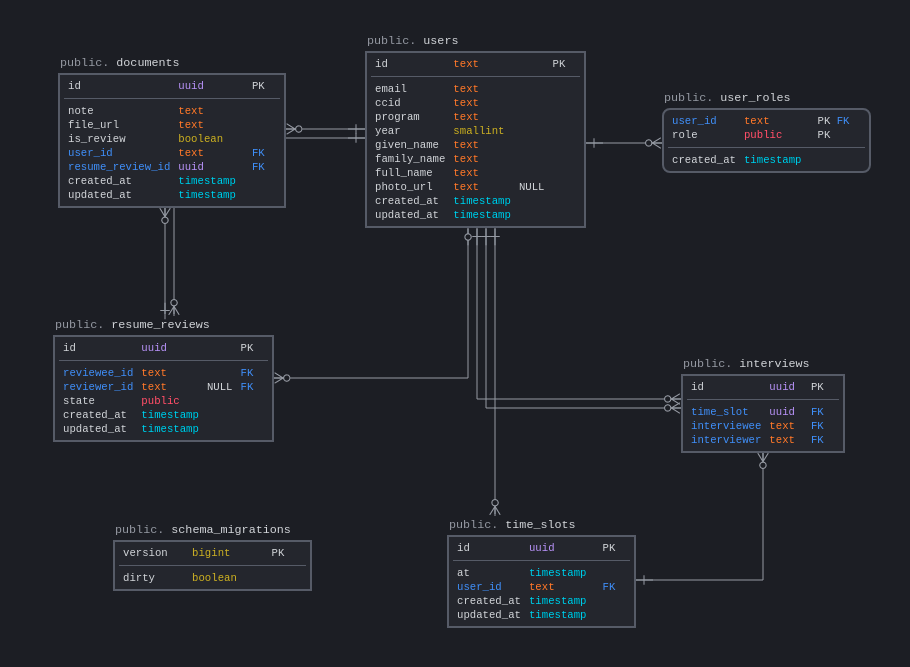 public. documents
id uuid PK
note text
file_url text
is_review boolean
user_id text FK
resume_review_id uuid FK
created_at timestamp
updated_at timestamp
public. users
id text PK
email text
ccid text
program text
year smallint
given_name text
family_name text
full_name text
photo_url text NULL
created_at timestamp
updated_at timestamp
public. user_roles
user_id text PK FK
role public PK
created_at timestamp
public. resume_reviews
id uuid PK
reviewee_id text FK
reviewer_id text NULL FK
state public
created_at timestamp
updated_at timestamp
public. interviews
id uuid PK
time_slot uuid FK
interviewee text FK
interviewer text FK
public. schema_migrations
version bigint PK
dirty boolean
public. time_slots
id uuid PK
at timestamp
user_id text FK
created_at timestamp
updated_at timestamp